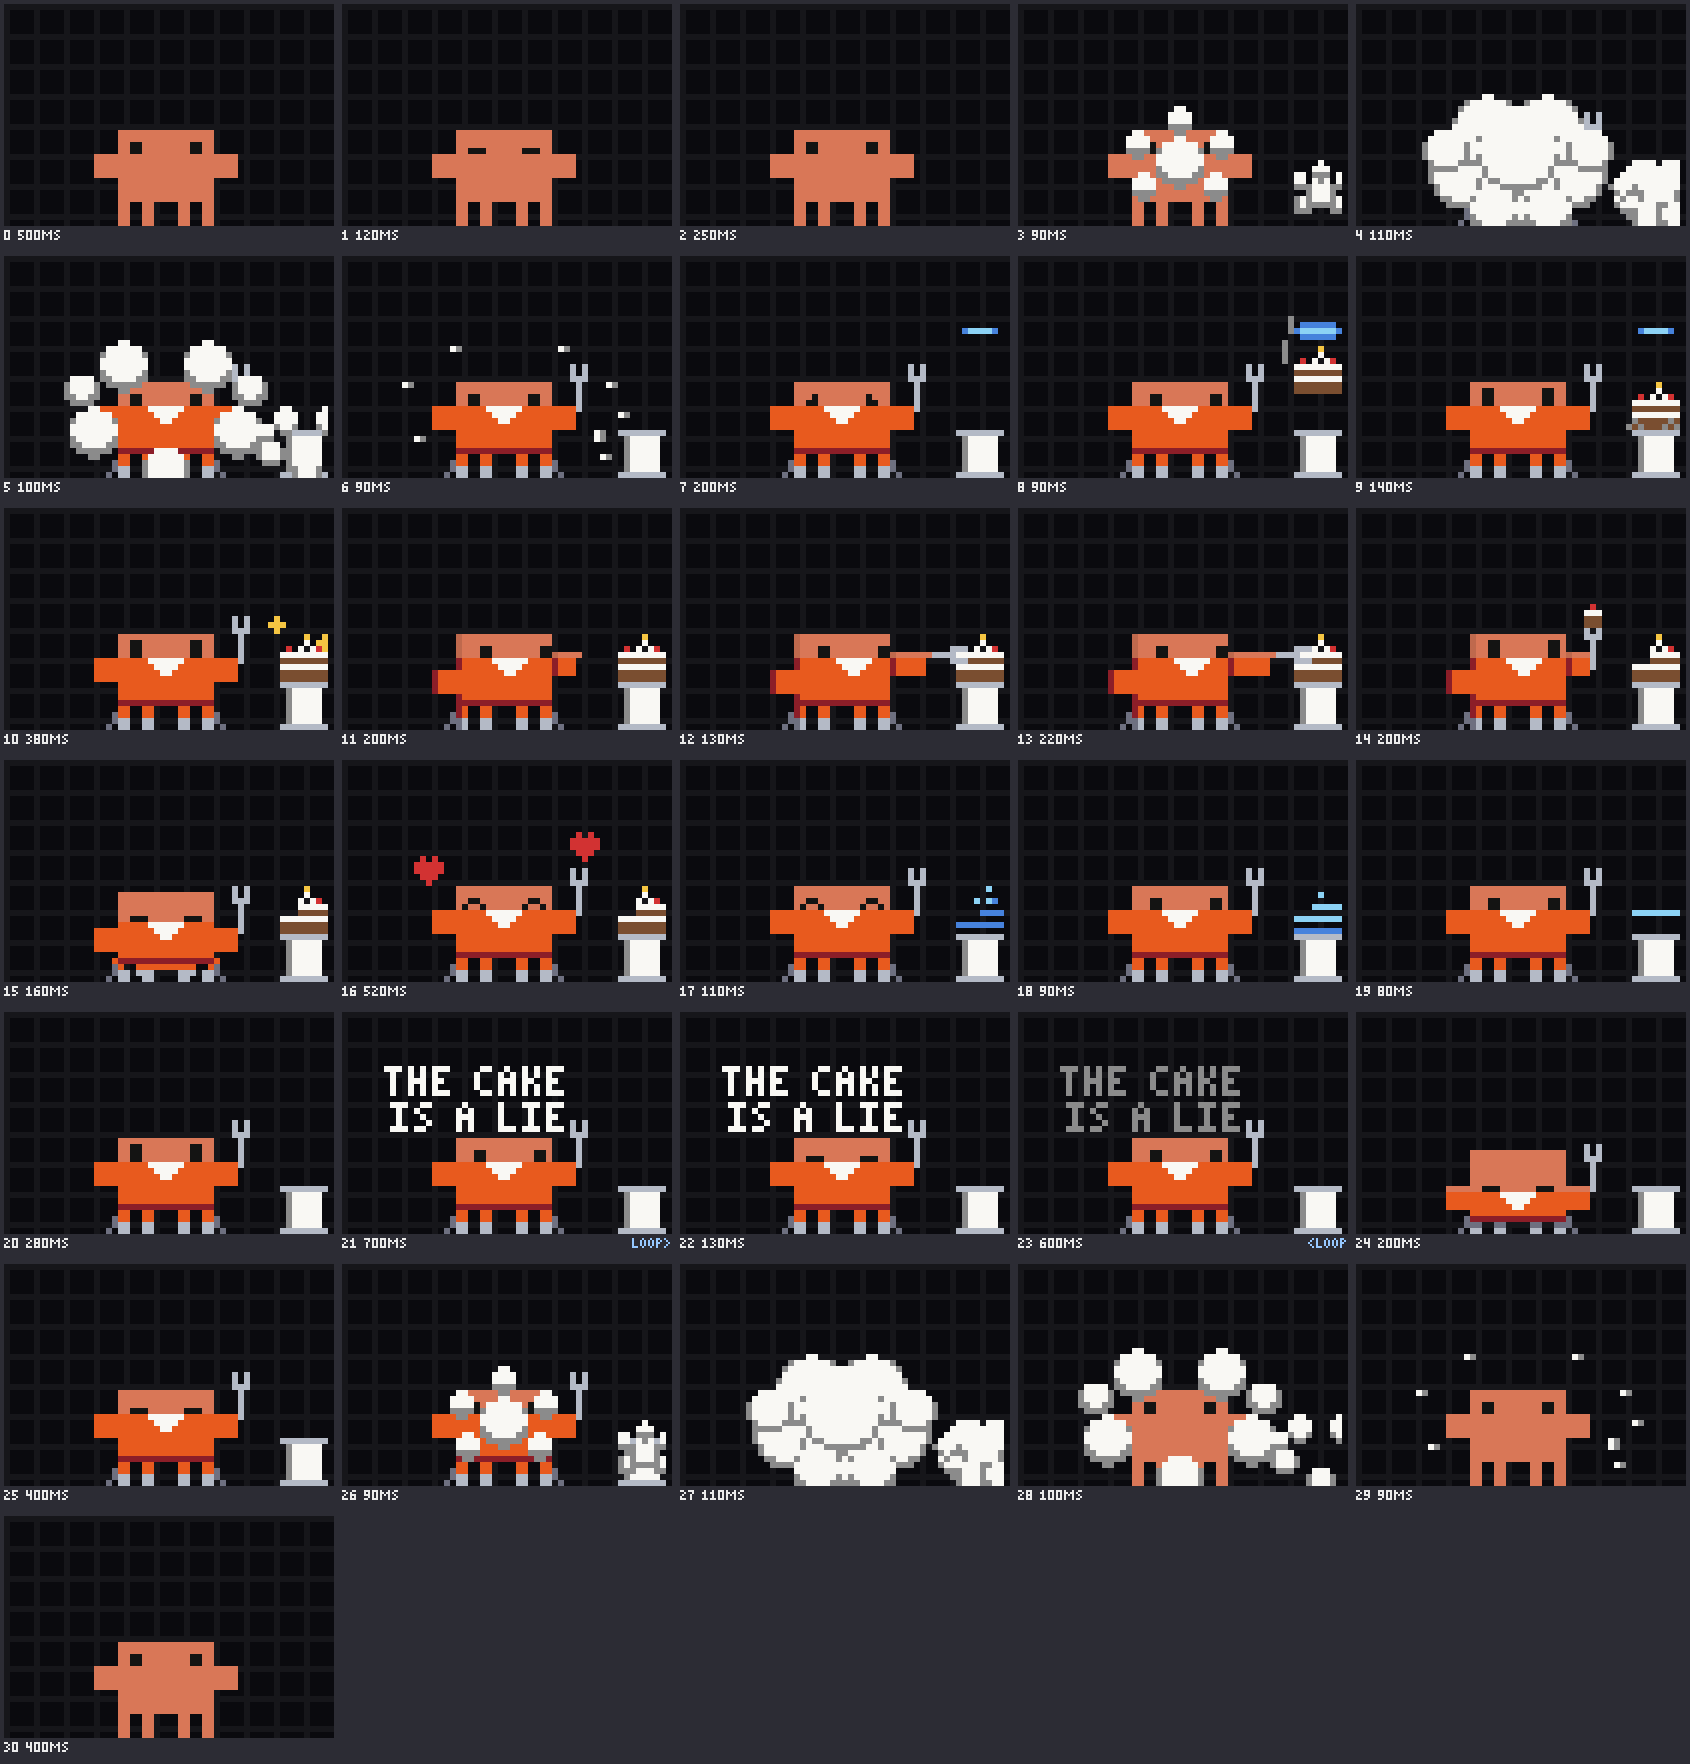 0 500MS
1 120MS
2 250MS
3 90MS
4 110MS
5 100MS
6 90MS
7 200MS
8 90MS
9 140MS
10 380MS
11 200MS
12 130MS
13 220MS
14 200MS
15 160MS
16 520MS
17 110MS
18 90MS
19 80MS
THE CAKE
IS A LIE
THE CAKE
IS A LIE
THE CAKE
IS A LIE
20 280MS
21 700MS
LOOP>
22 130MS
23 600MS
<LOOP
24 200MS
25 400MS
26 90MS
27 110MS
28 100MS
29 90MS
30 400MS